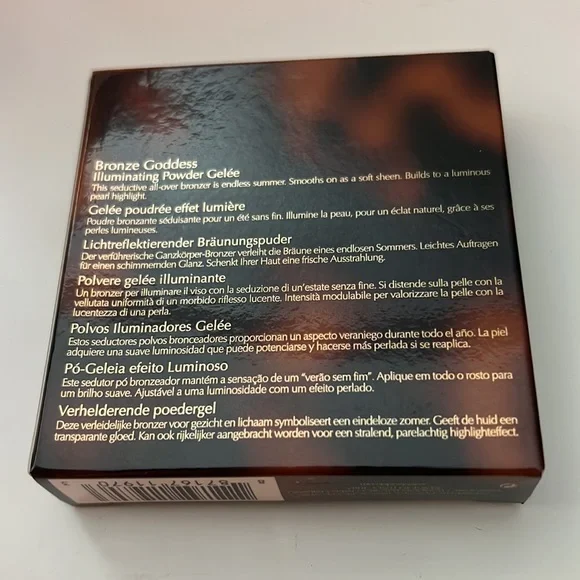 Bronze Goddess
Illuminating Powder Gelée
This seductive all-over bronzer is endless summer. Smooths on as a soft sheen. Builds to a luminous
pearl highlight.
Gelée poudrée effet lumière
Poudre bronzante séduisante pour un été sans fin. Illumine la peau, pour un éclat naturel, grâce à ses
perles lumineuses.
Lichtreflektierender Bräunungspuder
Der verführerische Ganzkörper-Bronzer verleiht die Bräune eines endlosen Sommers. Leichtes Auftragen
für einen schimmernden Glanz. Schenkt Ihrer Haut eine frische Ausstrahlung.
Polvere gelée illuminante
Un bronzer per illuminare il viso con la seduzione di un'estate senza fine. Si distende sulla pelle con la
vellutata uniformità di un morbido riflesso lucente. Intensità modulabile per valorizzare la pelle con la
lucentezza di una perla.
Polvos Iluminadores Gelée
Estos seductores polvos bronceadores proporcionan un aspecto veraniego durante todo el año. La piel
adquiere una suave luminosidad que puede potenciarse y hacerse más perlada si se reaplica.
Pó-Geleia efeito Luminoso
Este sedutor pó bronzeador mantém a sensação de um "verão sem fim". Aplique em todo o rosto para
um brilho suave. Ajustável a uma luminosidade com um efeito perlado.
Verhelderende poedergel
Deze verleidelijke bronzer voor gezicht en lichaam symboliseert een eindeloze zomer. Geeft de huid een
transparante gloed. Kan ook rijkelijker aangebracht worden voor een stralend, parelachtig highlighteffect.